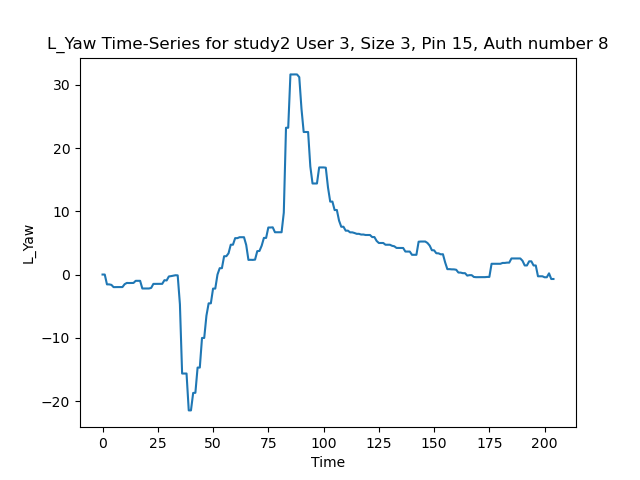 L_Yaw Time-Series for study2 User 3, Size 3, Pin 15, Auth number 8
30
20
10
0
−10
−20
L_Yaw
0 25 50 75 100 125 150 175 200
Time